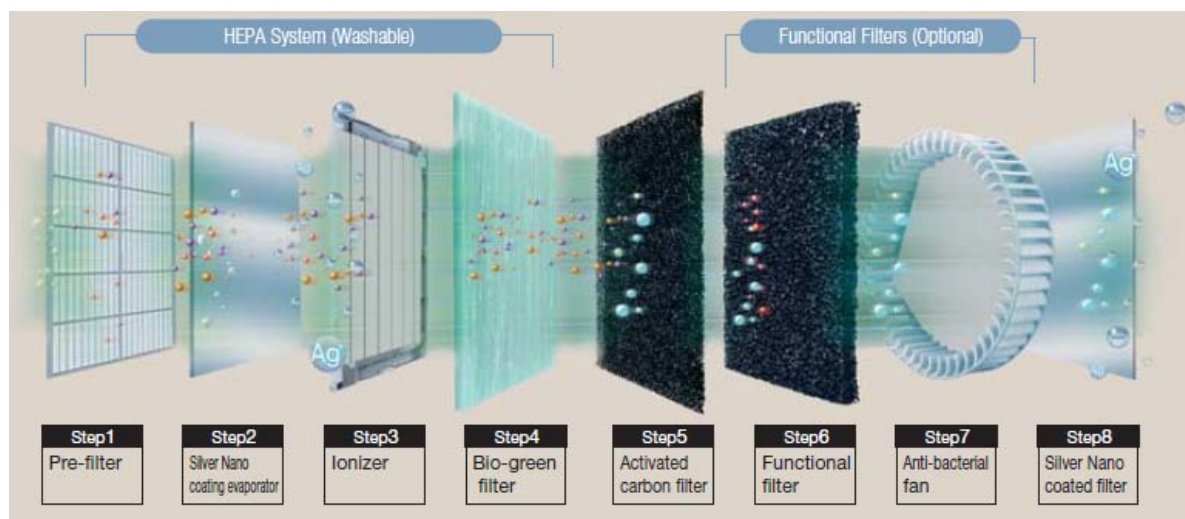 HEPA System (Washable)
Functional Filters (Optional)
Ag+
Ag
Step1
Pre-filter
Step2
Silver Nano
coating evaporator
Step3
Ionizer
Step4
Bio-green
filter
Step5
Activated
carbon filter
Step6
Functional
filter
Step7
Anti-bacterial
fan
Step8
Silver Nano
coated filter